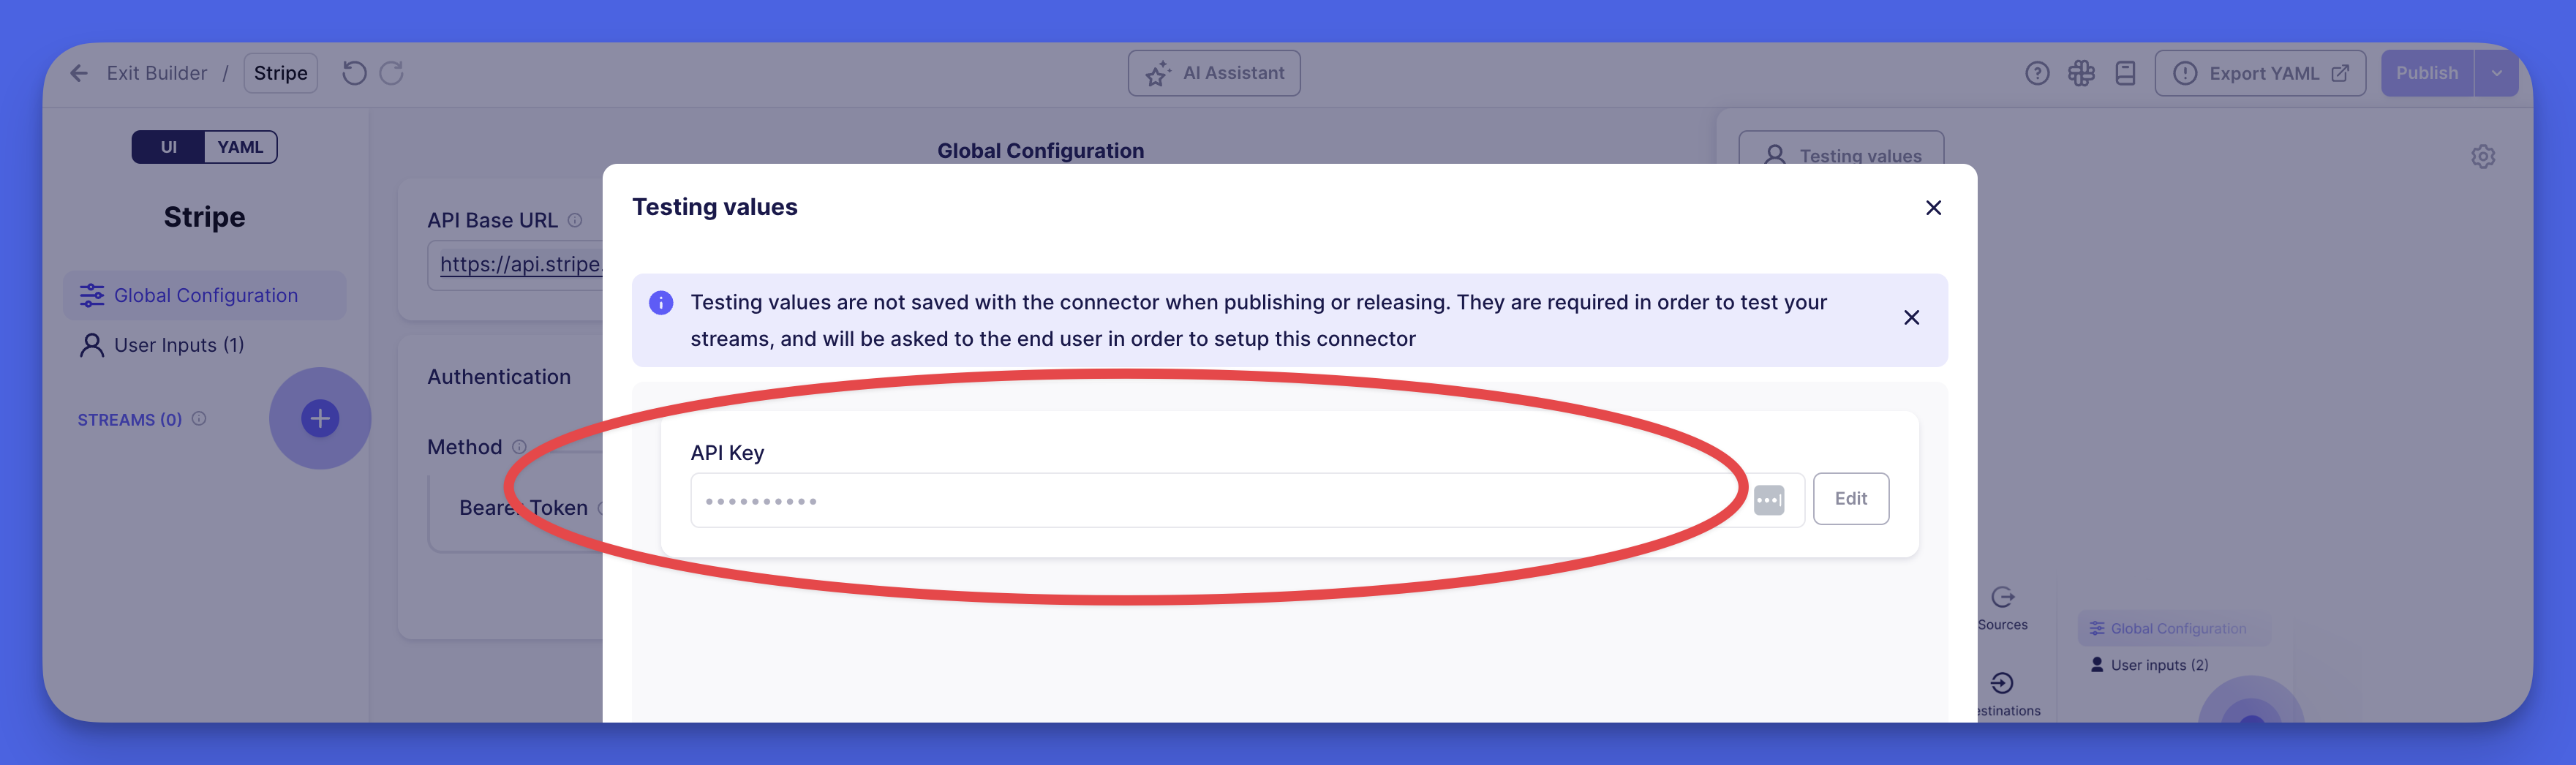 Exit Builder / Stripe
AI Assistant
Export YAML
Publish
UI YAML
Stripe
Global Configuration
User Inputs (1)
STREAMS (0)
Global Configuration
API Base URL
https://api.stripe.
Authentication
Method
Bearer Token
Testing values
Testing values
Testing values are not saved with the connector when publishing or releasing. They are required in order to test your
streams, and will be asked to the end user in order to setup this connector
API Key
Edit
Sources
estinations
Global Configuration
User inputs (2)